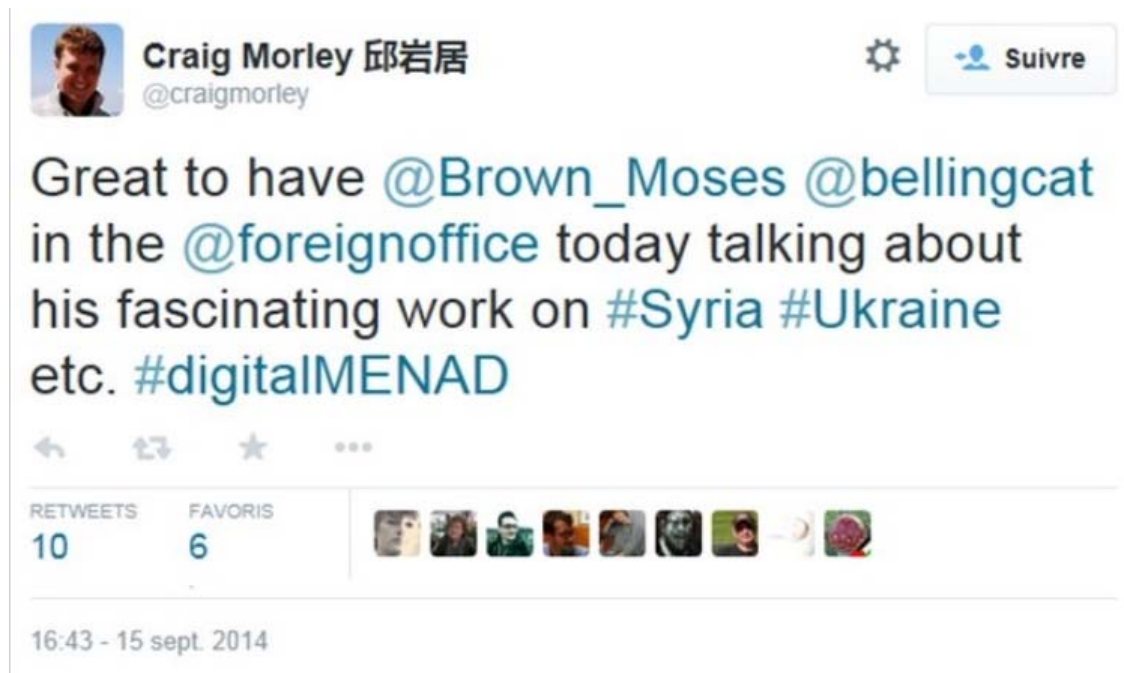 Craig Morley 邱岩居
@craigmorley
Suivre
Great to have @Brown_Moses @bellingcat
in the @foreignoffice today talking about
his fascinating work on #Syria #Ukraine
etc. #digitalMENAD
RETWEETS FAVORIS
10 6
16:43 - 15 sept. 2014